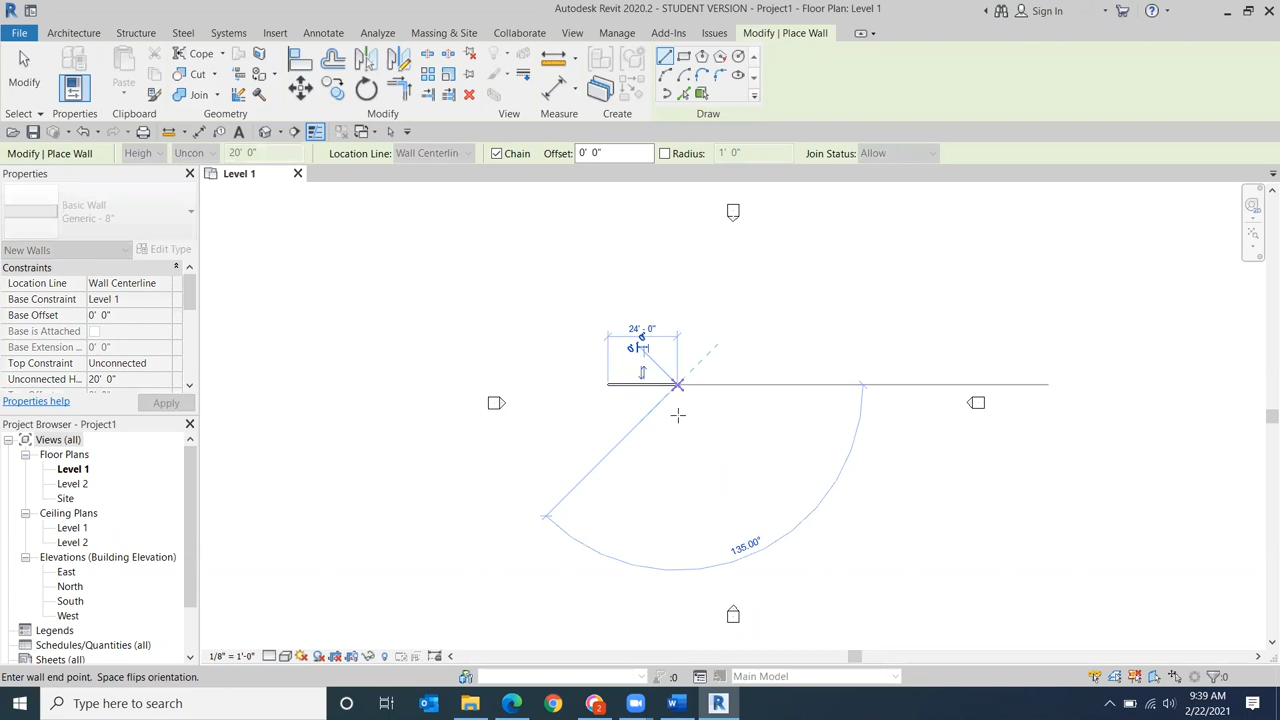 Autodesk Revit 2020.2 - STUDENT VERSION - Project1 - Floor Plan: Level 1
Sign In
File Architecture Structure Steel Systems Insert Annotate Analyze Massing & Site Collaborate View Manage Add-Ins Issues Modify | Place Wall
Modify Paste Cope Cut Join
Select Properties Clipboard Geometry Modify View Measure Create Draw
Modify | Place Wall Heigh Uncon 20' 0" Location Line: Wall Centerlin Chain Offset: 0' 0" Radius: 1' 0" Join Status: Allow
Properties
Level 1
Basic Wall
Generic - 8"
New Walls Edit Type
Constraints
Location Line Wall Centerline
Base Constraint Level 1
Base Offset 0' 0"
Base is Attached
Base Extension ... 0' 0"
Top Constraint Unconnected
Unconnected H... 20' 0"
Properties help Apply
24' - 0"
135.00°
Project Browser - Project1
Views (all)
Floor Plans
Level 1
Level 2
Site
Ceiling Plans
Level 1
Level 2
Elevations (Building Elevation)
East
North
South
West
Legends
Schedules/Quantities (all)
Sheets (all)
1/8" = 1'-0"
Enter wall end point. Space flips orientation.
:0 Main Model :0
Type here to search
9:39 AM
2/22/2021